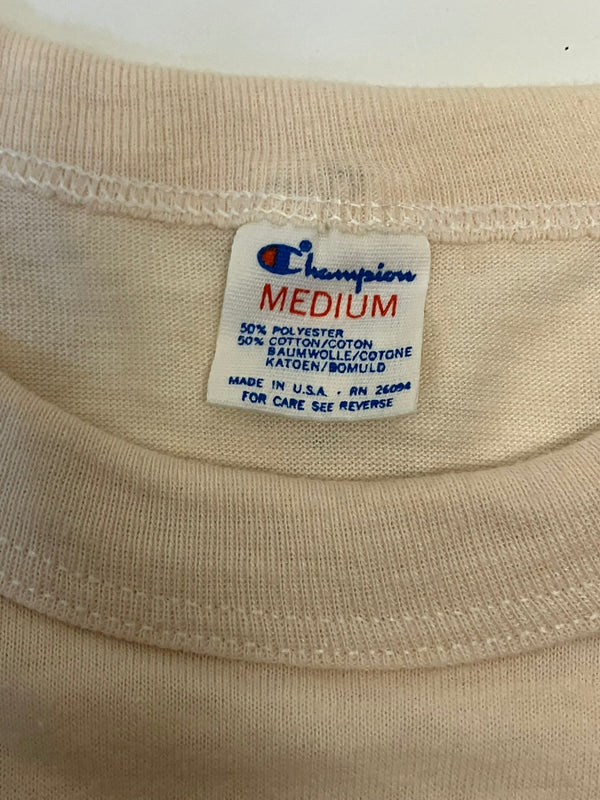 Champion
MEDIUM
50% POLYESTER
50% COTTON/COTON
BAUMWOLLE/COTONE
KATOEN/BOMULD
MADE IN U.S.A. · RN 26094
FOR CARE SEE REVERSE